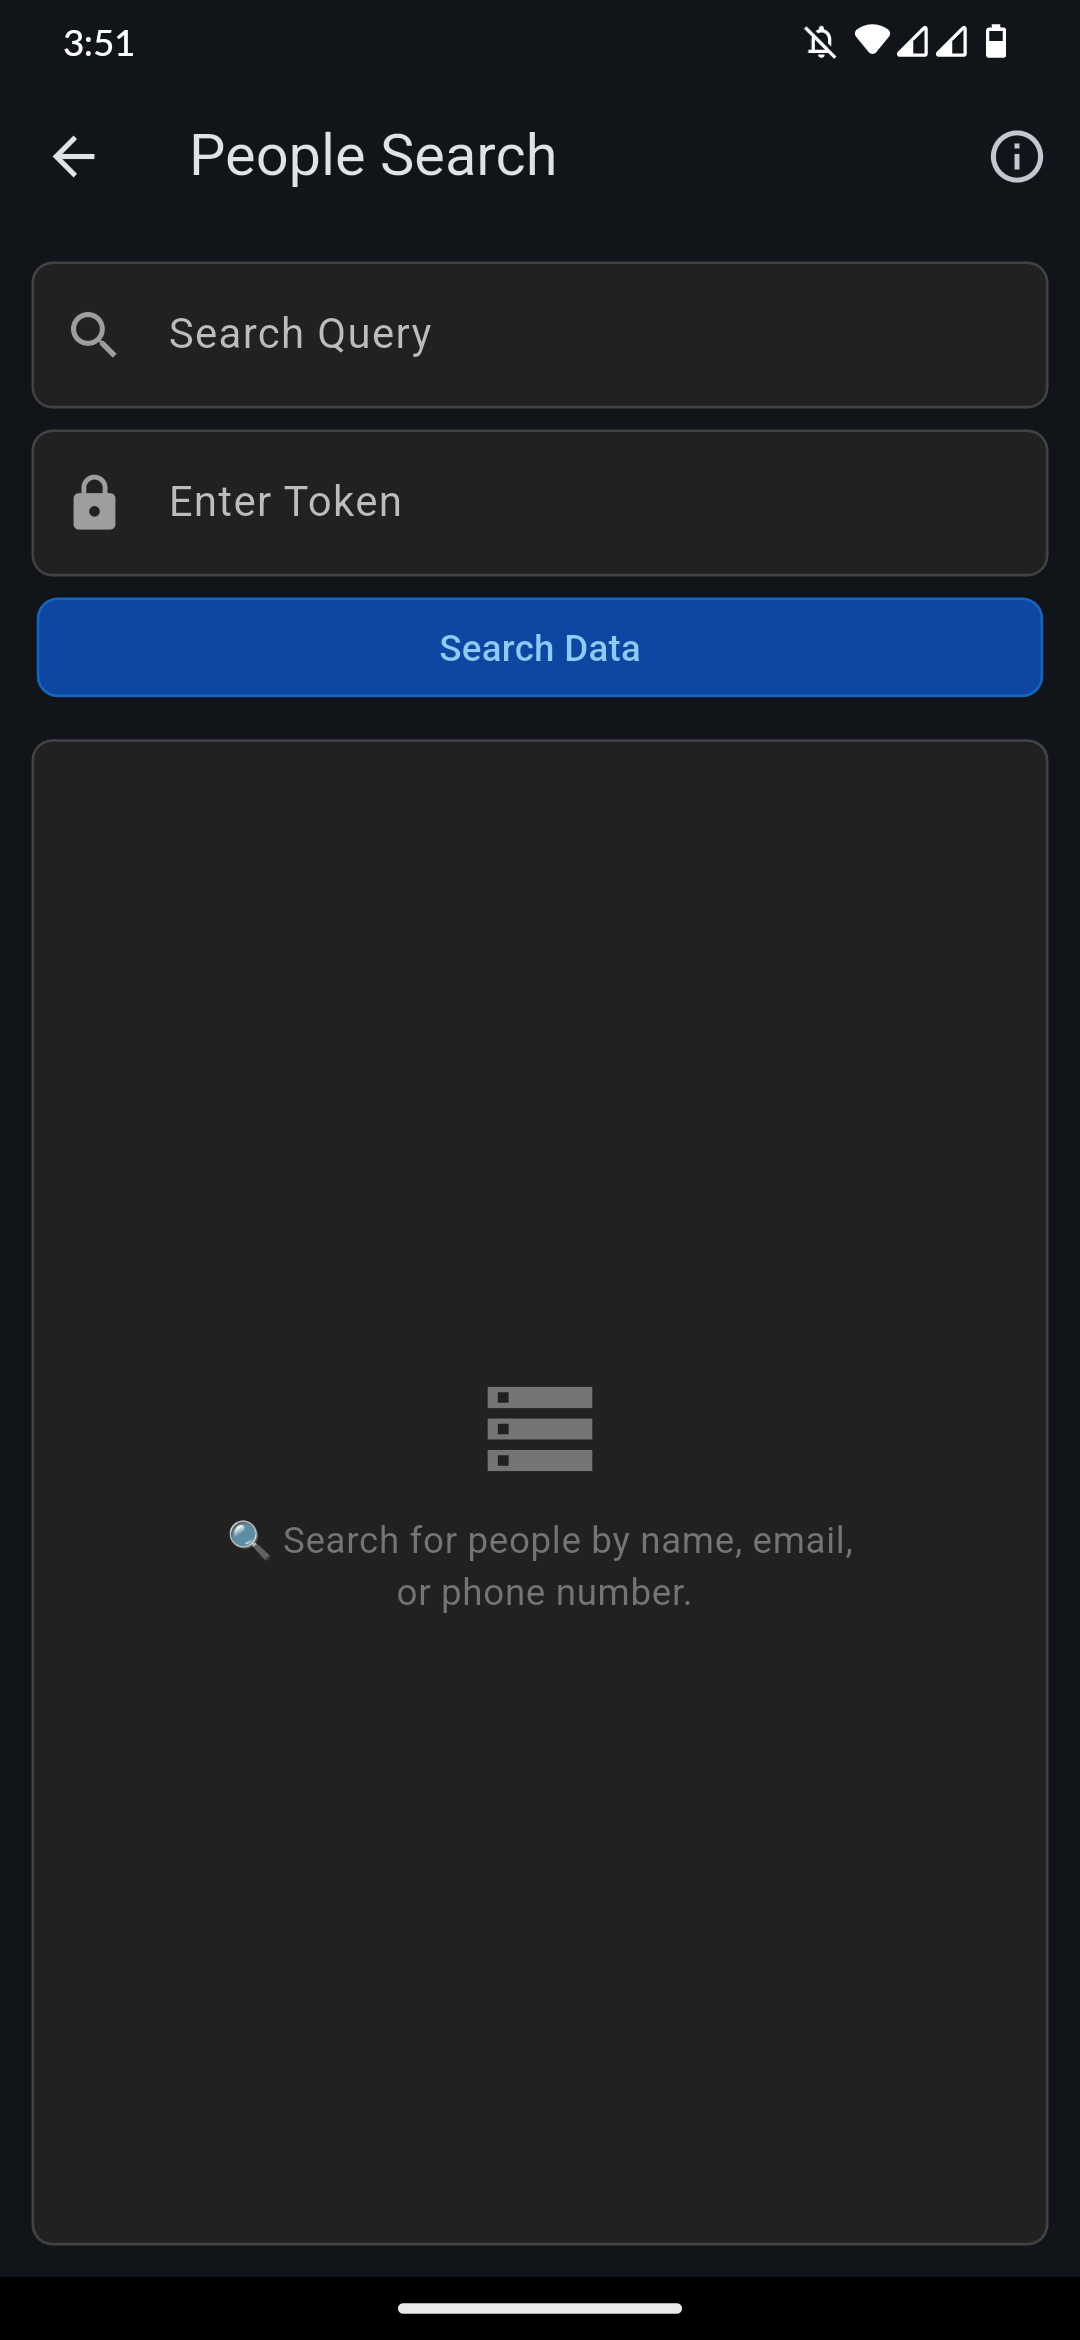 3:51
People Search
Search Query
Enter Token
Search Data
🔍 Search for people by name, email,
or phone number.